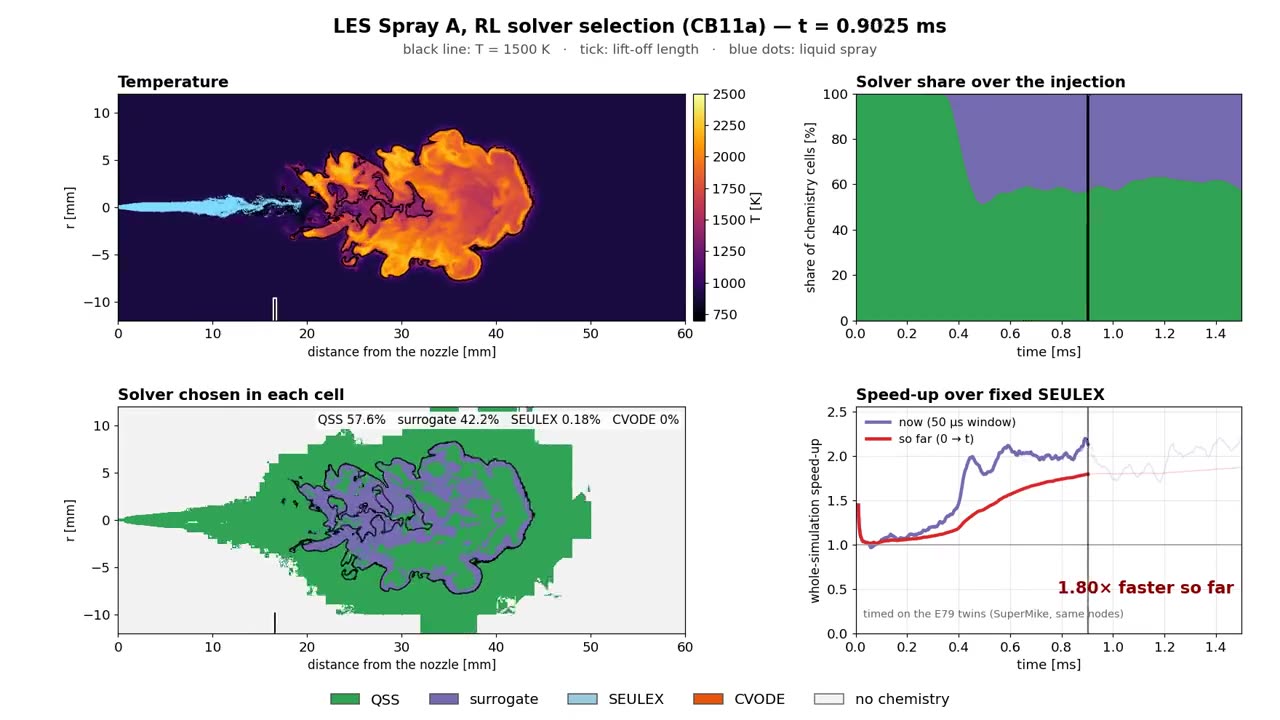 LES Spray A, RL solver selection (CB11a) — t = 0.9025 ms
black line: T = 1500 K · tick: lift-off length · blue dots: liquid spray
Temperature
10
5
0
−5
−10
r [mm]
0 10 20 30 40 50 60
distance from the nozzle [mm]
2500
2250
2000
1750
1500
1250
1000
750
T [K]
Solver share over the injection
100
80
60
40
20
0
share of chemistry cells [%]
0.0 0.2 0.4 0.6 0.8 1.0 1.2 1.4
time [ms]
Solver chosen in each cell
QSS 57.6% surrogate 42.2% SEULEX 0.18% CVODE 0%
10
5
0
−5
−10
r [mm]
0 10 20 30 40 50 60
distance from the nozzle [mm]
Speed-up over fixed SEULEX
2.5
2.0
1.5
1.0
0.5
0.0
whole-simulation speed-up
now (50 μs window)
so far (0 → t)
1.80× faster so far
timed on the E79 twins (SuperMike, same nodes)
0.0 0.2 0.4 0.6 0.8 1.0 1.2 1.4
time [ms]
QSS surrogate SEULEX CVODE no chemistry